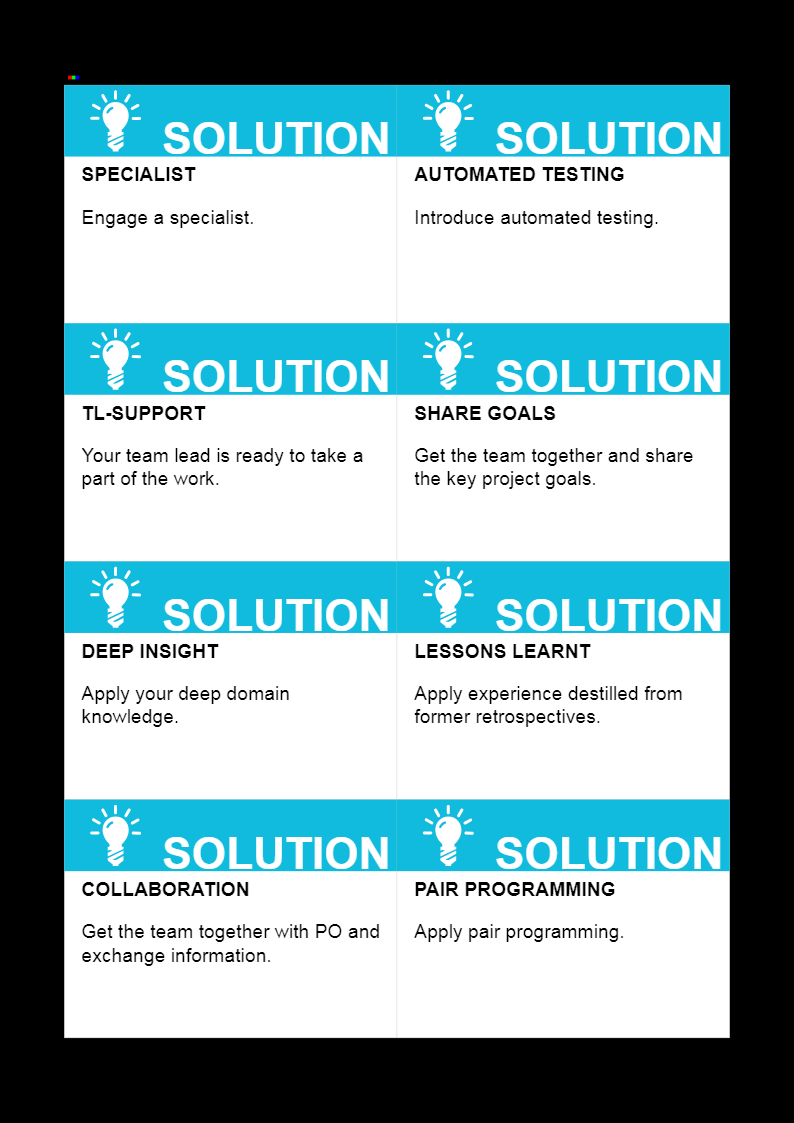 SOLUTION
SPECIALIST
Engage a specialist.
SOLUTION
AUTOMATED TESTING
Introduce automated testing.
SOLUTION
TL-SUPPORT
Your team lead is ready to take a
part of the work.
SOLUTION
SHARE GOALS
Get the team together and share
the key project goals.
SOLUTION
DEEP INSIGHT
Apply your deep domain
knowledge.
SOLUTION
LESSONS LEARNT
Apply experience destilled from
former retrospectives.
SOLUTION
COLLABORATION
Get the team together with PO and
exchange information.
SOLUTION
PAIR PROGRAMMING
Apply pair programming.